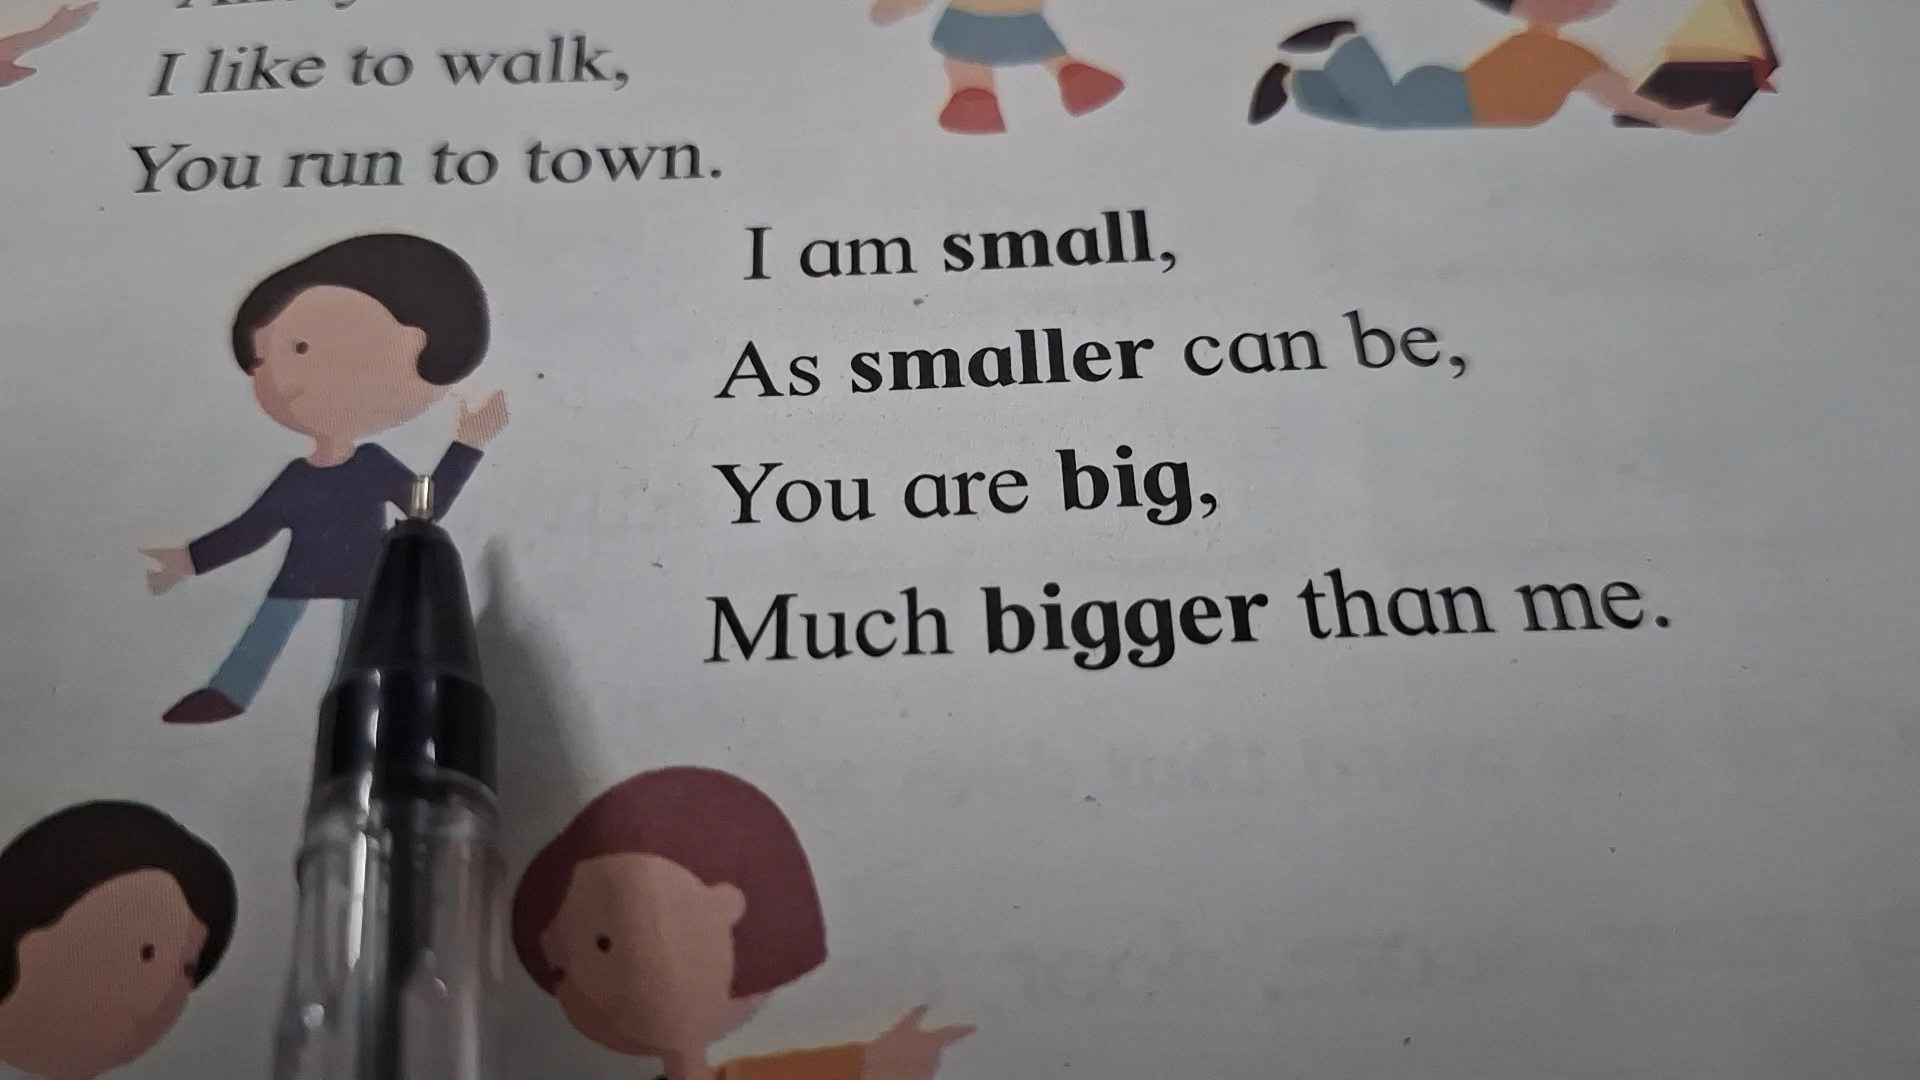 I like to walk,
You run to town.
I am small,
As smaller can be,
You are big,
Much bigger than me.